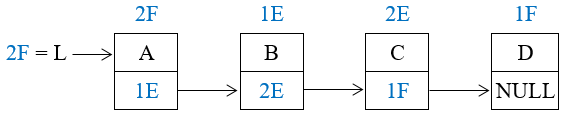 2F 1E 2E 1F
2F = L A B C D
1E 2E 1F NULL